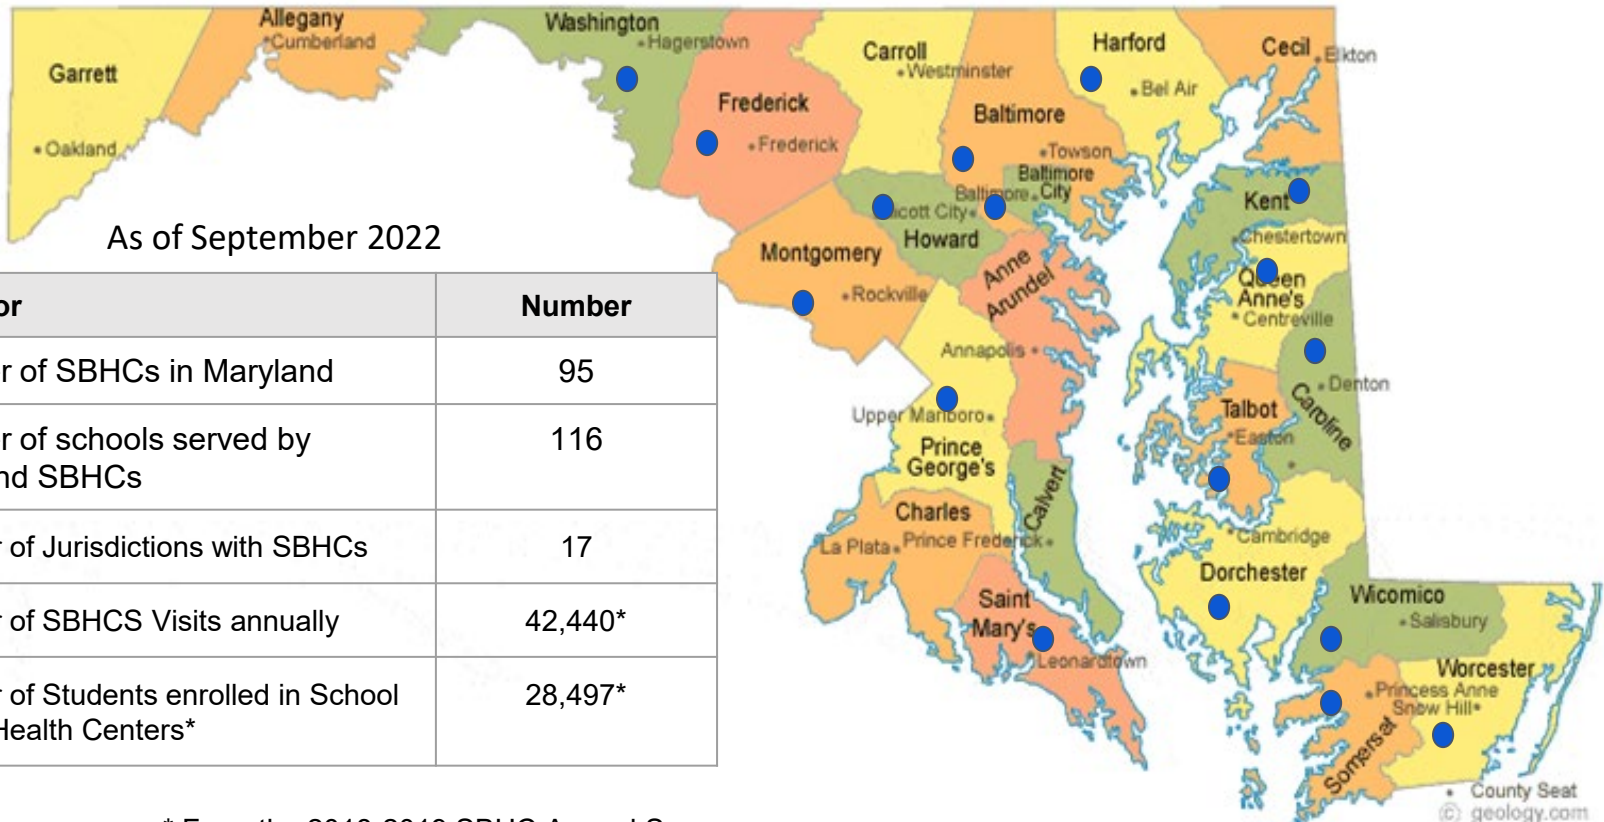 Garrett
Oakland
Allegany
Cumberland
Washington
Hagerstown
Frederick
Frederick
Carroll
Westminster
Baltimore
Towson
Baltimore
City
Baltimore
Harford
Bel Air
Cecil
Elkton
icott City
Howard
Montgomery
Rockville
Anne
Arundel
Annapolis
Kent
Chestertown
Queen
Anne's
Centreville
Denton
Caroline
Talbot
Easton
Upper Marlboro
Prince
George's
Calvert
Charles
La Plata
Prince Frederick
Saint
Mary's
Leonardtown
Cambridge
Dorchester
Wicomico
Salisbury
Worcester
Princess Anne
Snow Hill
Somerset
County Seat
© geology.com
As of September 2022
or Number
r of SBHCs in Maryland 95
r of schools served by 116
nd SBHCs
r of Jurisdictions with SBHCs 17
r of SBHCS Visits annually 42,440*
r of Students enrolled in School 28,497*
Health Centers*